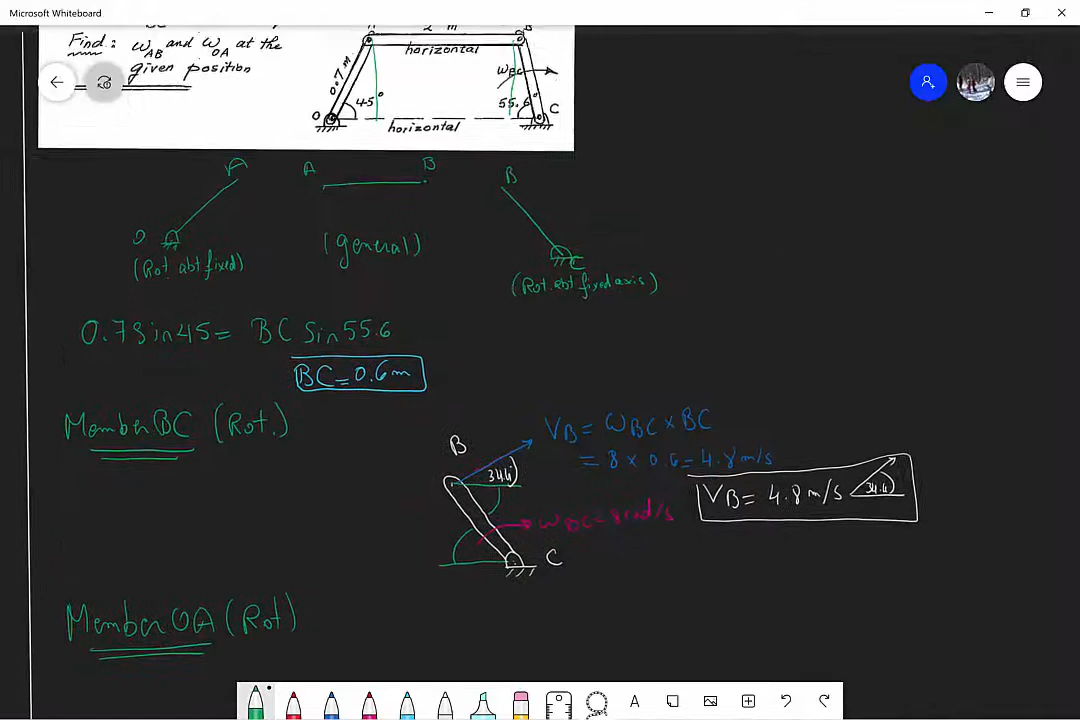 Microsoft Whiteboard
Find: ωAB and ωOA at the
given position
2 m
horizontal
0.7 m
ωBC
45°
55.6°
O
C
horizontal
A
A
B
B
O
(Rot. abt fixed)
(general)
C
(Rot. abt fixed axis)
0.7 Sin 45 = BC Sin 55.6
BC = 0.6 m
Member BC (Rot.)
B
34.4
VB = ωBC × BC
= 8 × 0.6 = 4.8 m/s
VB = 4.8 m/s 34.4
ωBC = 8 rad/s
C
Member OA (Rot)
A